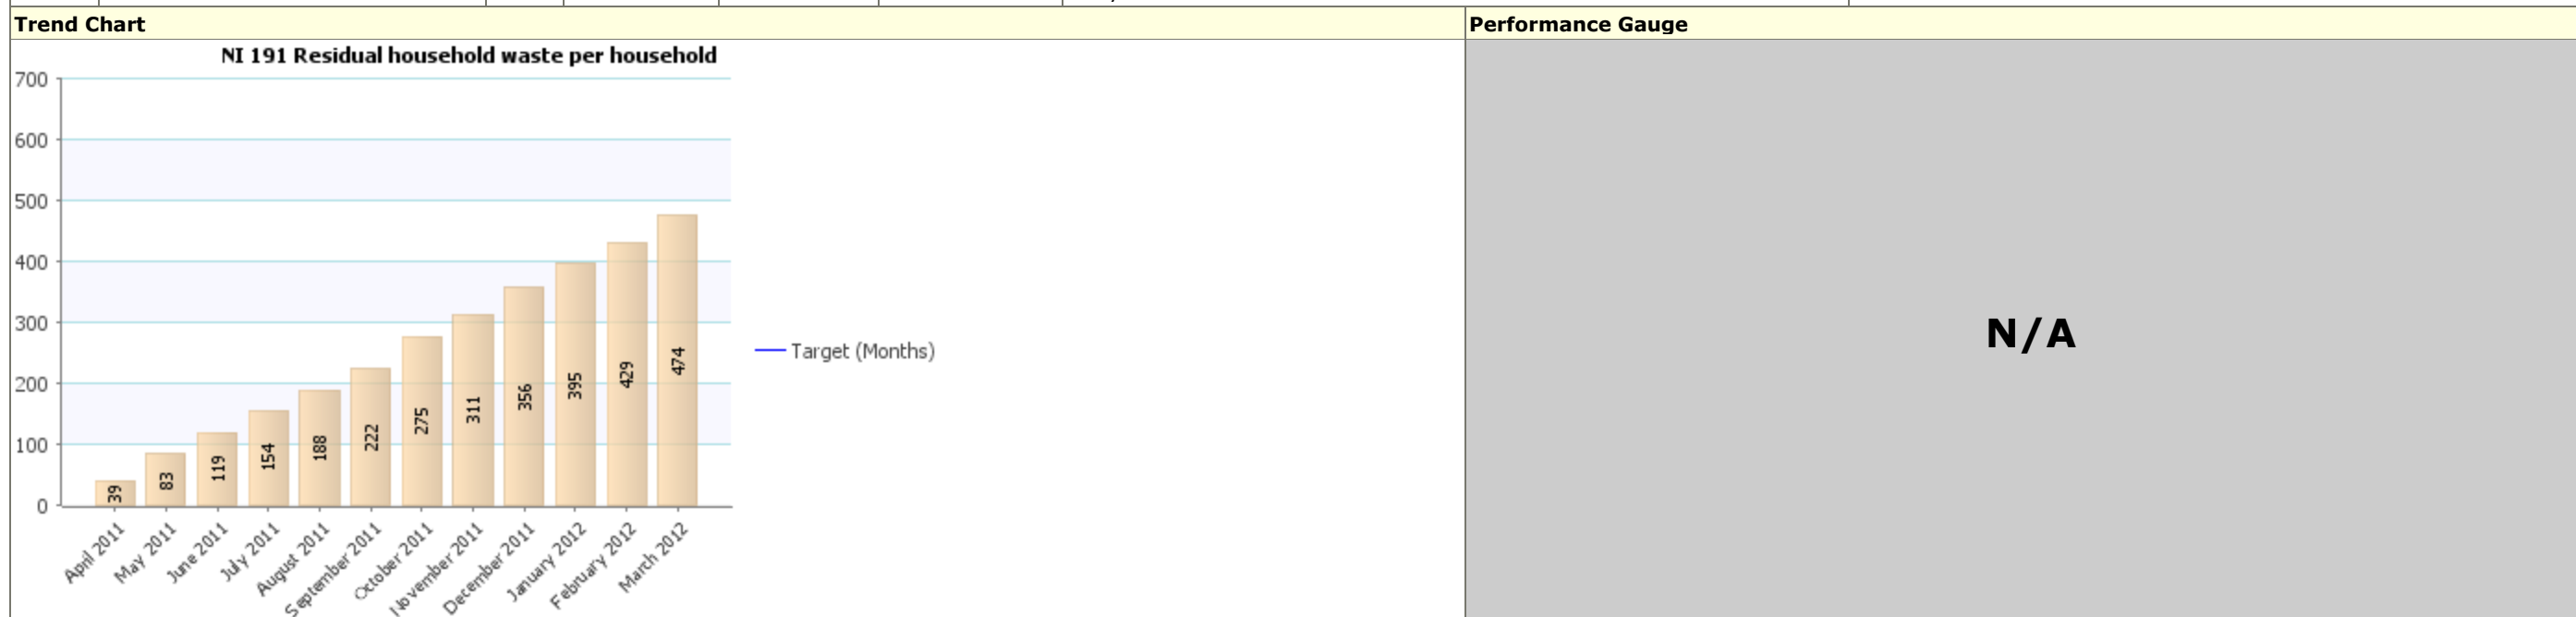 Trend Chart
Performance Gauge
NI 191 Residual household waste per household
700
600
500
400
300
200
100
0
39
83
119
154
188
222
275
311
356
395
429
474
April 2011
May 2011
June 2011
July 2011
August 2011
September 2011
October 2011
November 2011
December 2011
January 2012
February 2012
March 2012
Target (Months)
N/A